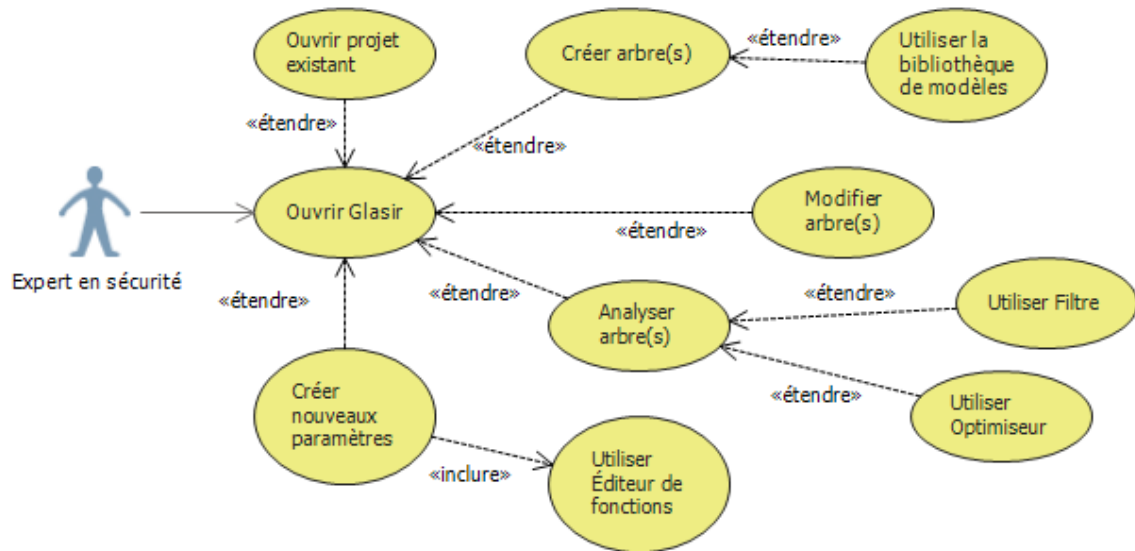 Ouvrir projet
existant
Créer arbre(s)
«étendre»
Utiliser la
bibliothèque
de modèles
«étendre»
«étendre»
Ouvrir Glasir
Modifier
arbre(s)
«étendre»
Expert en sécurité
«étendre»
«étendre»
Analyser
arbre(s)
«étendre»
Utiliser Filtre
Créer
nouveaux
paramètres
«étendre»
Utiliser
Optimiseur
«inclure»
Utiliser
Éditeur de
fonctions